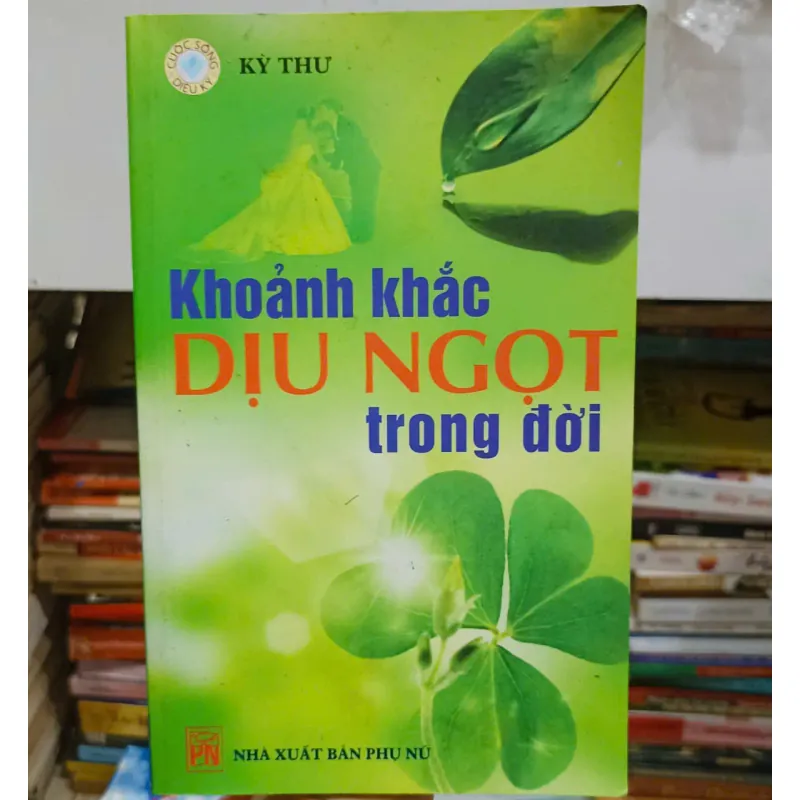 CUỘC SỐNG
DIỆU KỲ
KỲ THƯ
Khoảnh khắc
DỊU NGỌT
trong đời
PN
NHÀ XUẤT BẢN PHỤ NỮ